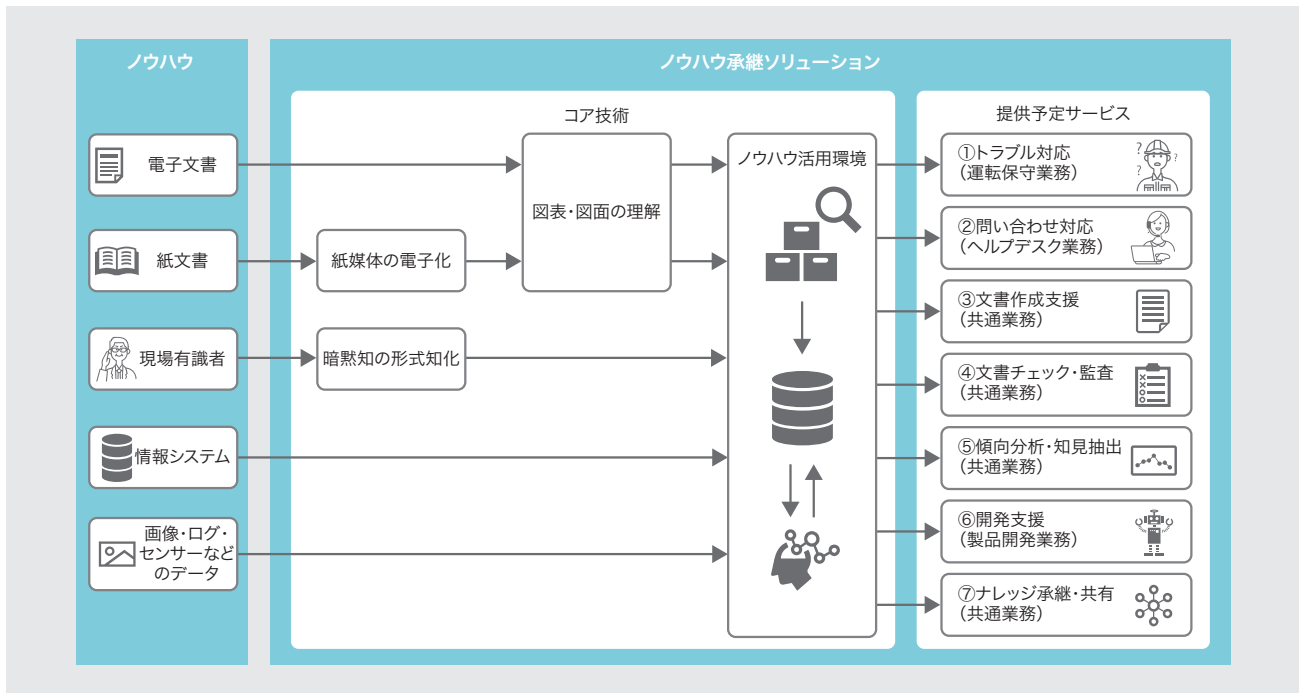 ノウハウ
ノウハウ承継ソリューション
電子文書
紙文書
現場有識者
情報システム
画像・ログ・
センサーなど
のデータ
コア技術
紙媒体の電子化
暗黙知の形式知化
図表・図面の理解
ノウハウ活用環境
提供予定サービス
①トラブル対応
(運転保守業務)
? ?
?
②問い合わせ対応
(ヘルプデスク業務)
③文書作成支援
(共通業務)
④文書チェック・監査
(共通業務)
⑤傾向分析・知見抽出
(共通業務)
⑥開発支援
(製品開発業務)
⑦ナレッジ承継・共有
(共通業務)